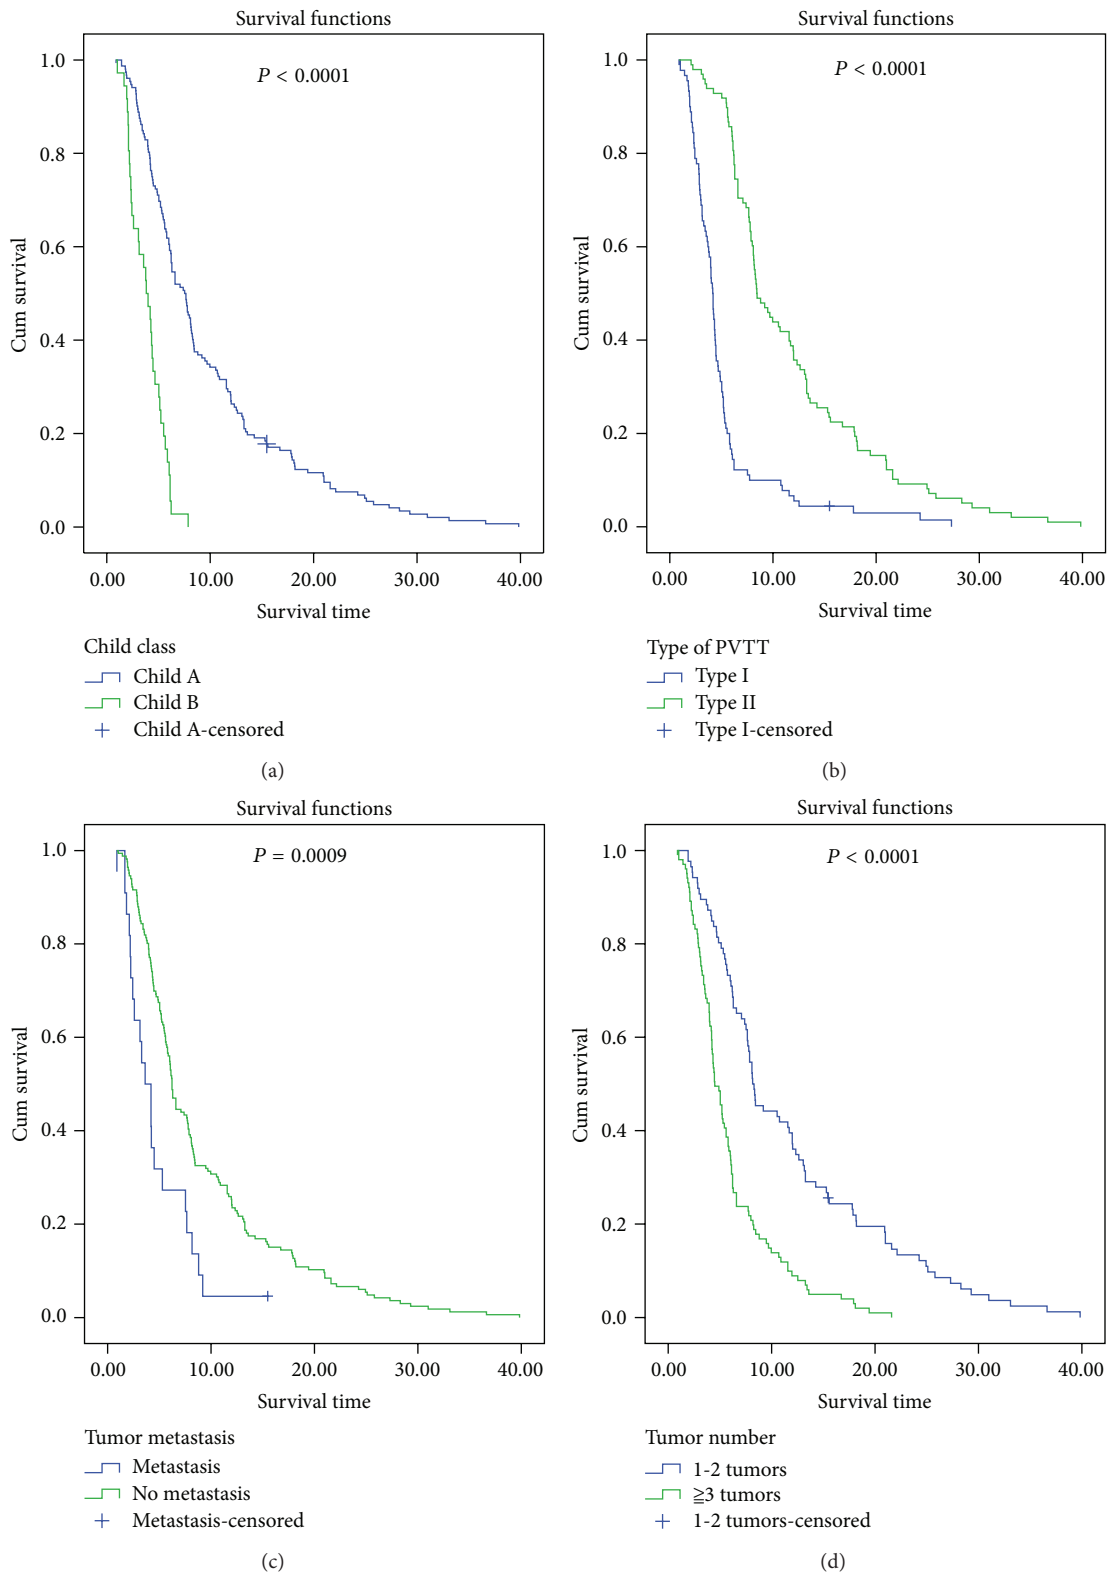 Survival functions
P < 0.0001
1.0
0.8
0.6
0.4
0.2
0.0
Cum survival
0.00 10.00 20.00 30.00 40.00
Survival time
Child class
Child A
Child B
Child A-censored
(a)
Survival functions
P < 0.0001
1.0
0.8
0.6
0.4
0.2
0.0
Cum survival
0.00 10.00 20.00 30.00 40.00
Survival time
Type of PVTT
Type I
Type II
Type I-censored
(b)
Survival functions
P = 0.0009
1.0
0.8
0.6
0.4
0.2
0.0
Cum survival
0.00 10.00 20.00 30.00 40.00
Survival time
Tumor metastasis
Metastasis
No metastasis
Metastasis-censored
(c)
Survival functions
P < 0.0001
1.0
0.8
0.6
0.4
0.2
0.0
Cum survival
0.00 10.00 20.00 30.00 40.00
Survival time
Tumor number
1-2 tumors
≧3 tumors
1-2 tumors-censored
(d)